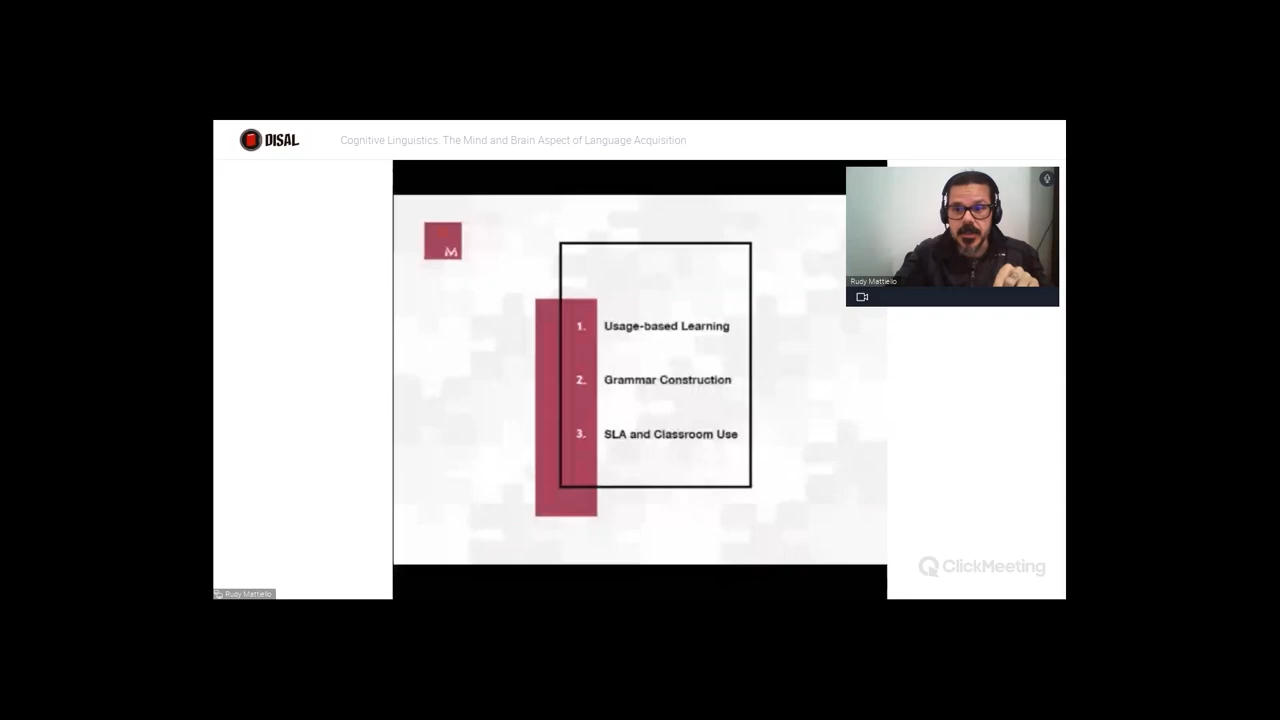 DISAL
Cognitive Linguistics: The Mind and Brain Aspect of Language Acquisition
M
Rudy Mattiello
1. Usage-based Learning
2. Grammar Construction
3. SLA and Classroom Use
ClickMeeting
Rudy Mattiello